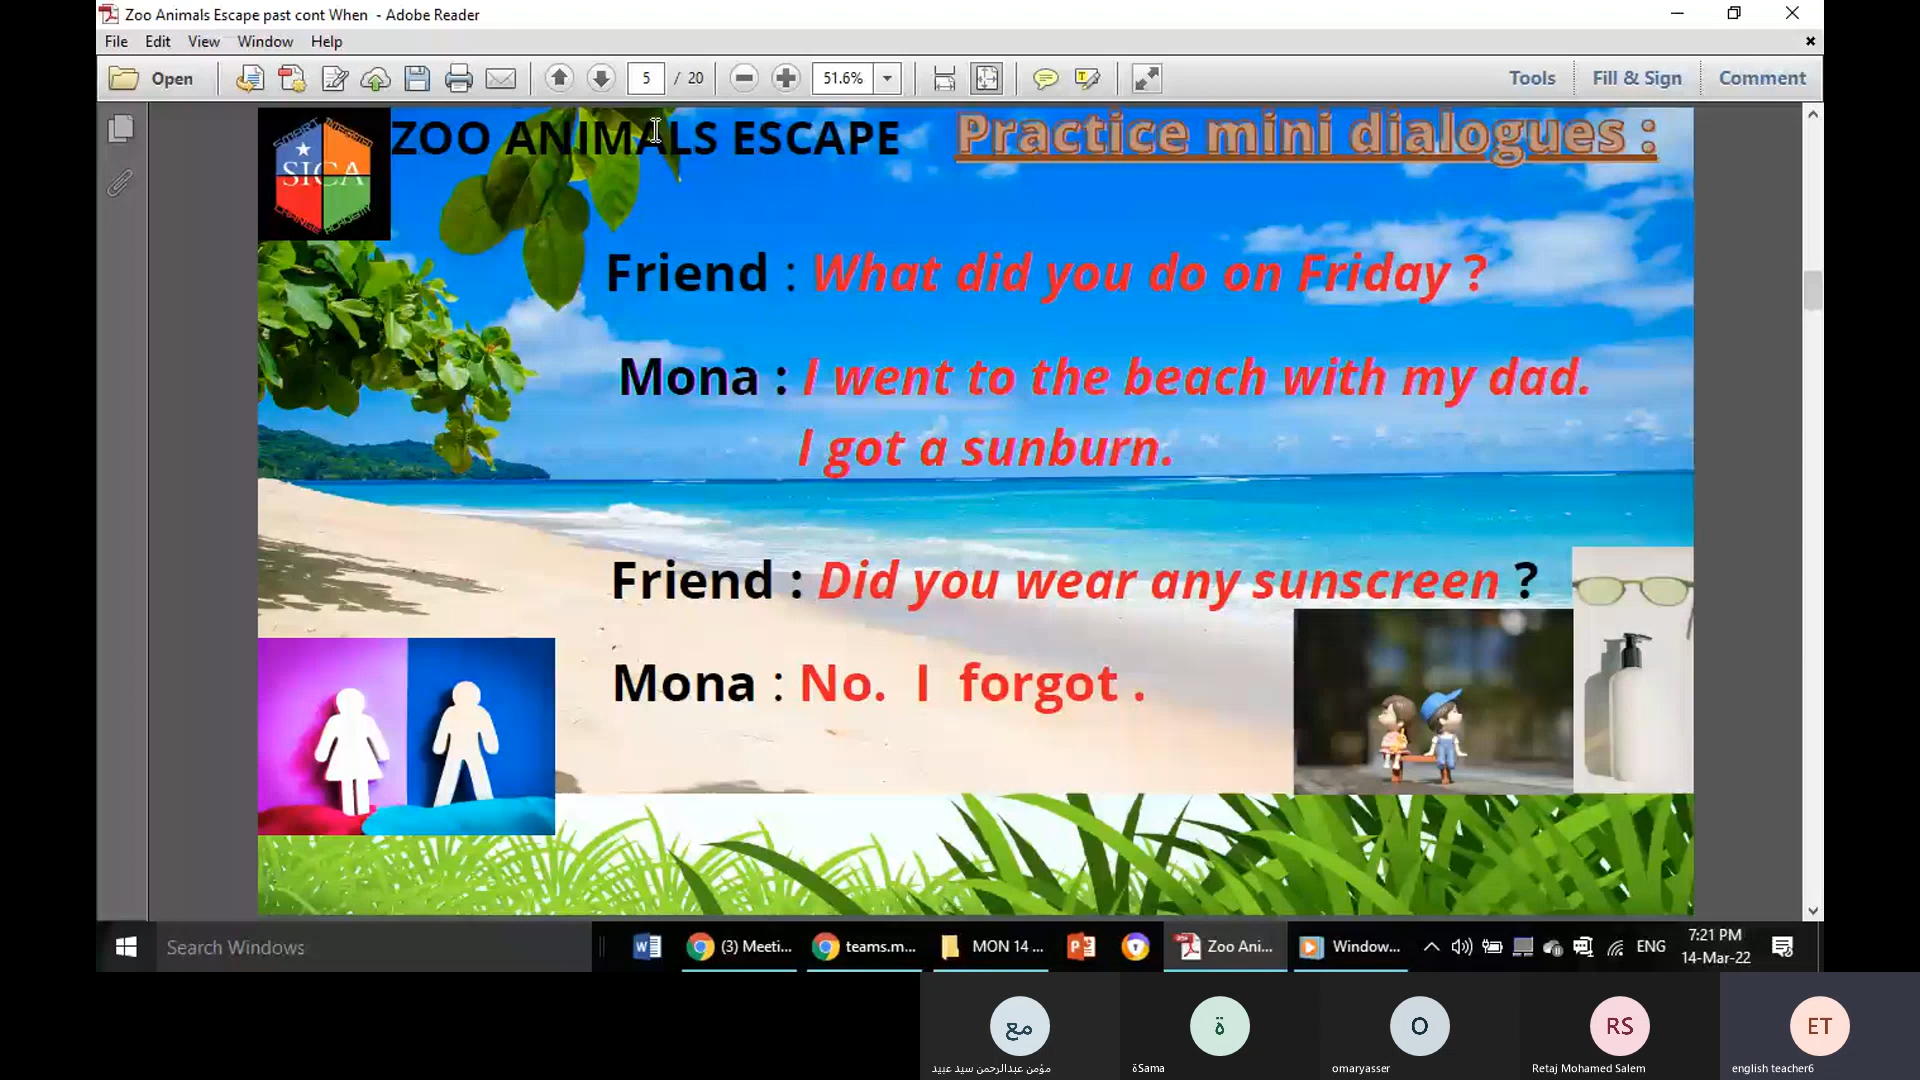 Zoo Animals Escape past cont When - Adobe Reader
File Edit View Window Help
Open 5 / 20 51.6% Tools Fill & Sign Comment
SMART INTEGRATED
SICA
CHANGE ACADEMY
ZOO ANIMALS ESCAPE Practice mini dialogues :
Friend : What did you do on Friday ?
Mona : I went to the beach with my dad.
I got a sunburn.
Friend : Did you wear any sunscreen ?
Mona : No. I forgot .
Search Windows (3) Meeti... teams.m... MON 14 ... Zoo Ani... Window... ENG 7:21 PM
14-Mar-22
مع ة O RS ET
مؤمن عبدالرحمن سيد عبيد ةSama omaryasser Retaj Mohamed Salem english teacher6